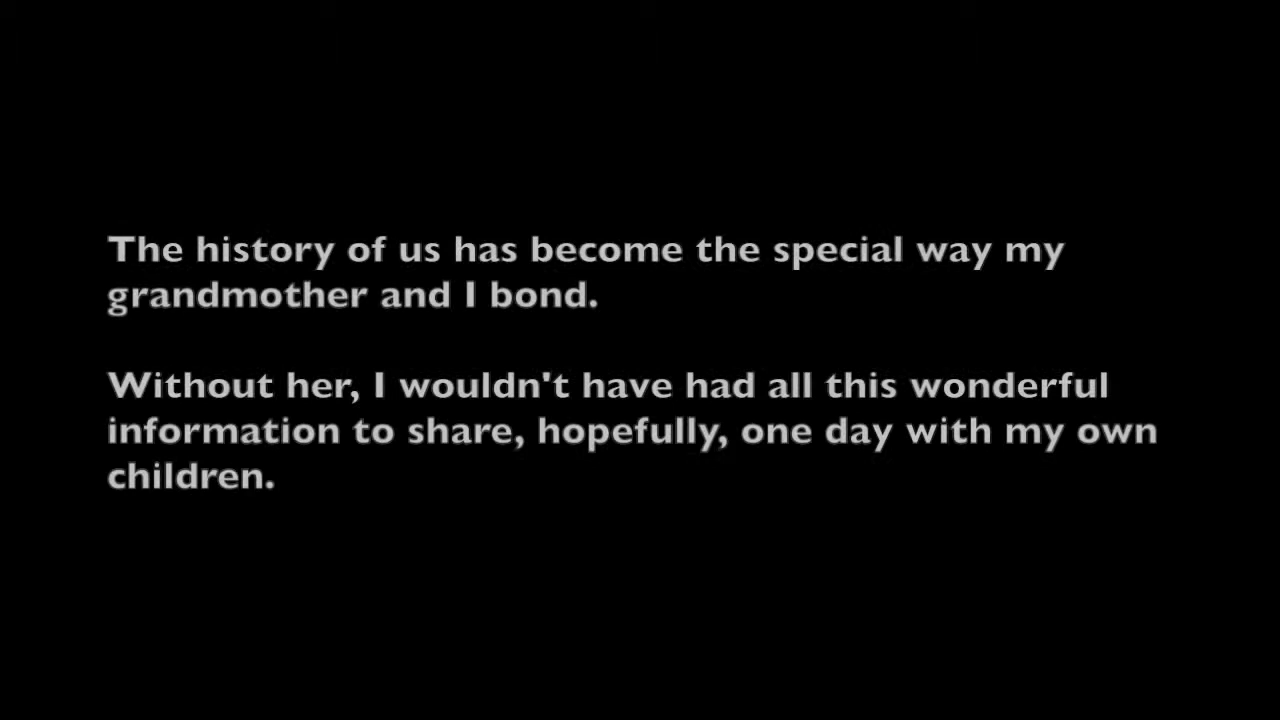 The history of us has become the special way my
grandmother and I bond.
Without her, I wouldn't have had all this wonderful
information to share, hopefully, one day with my own
children.